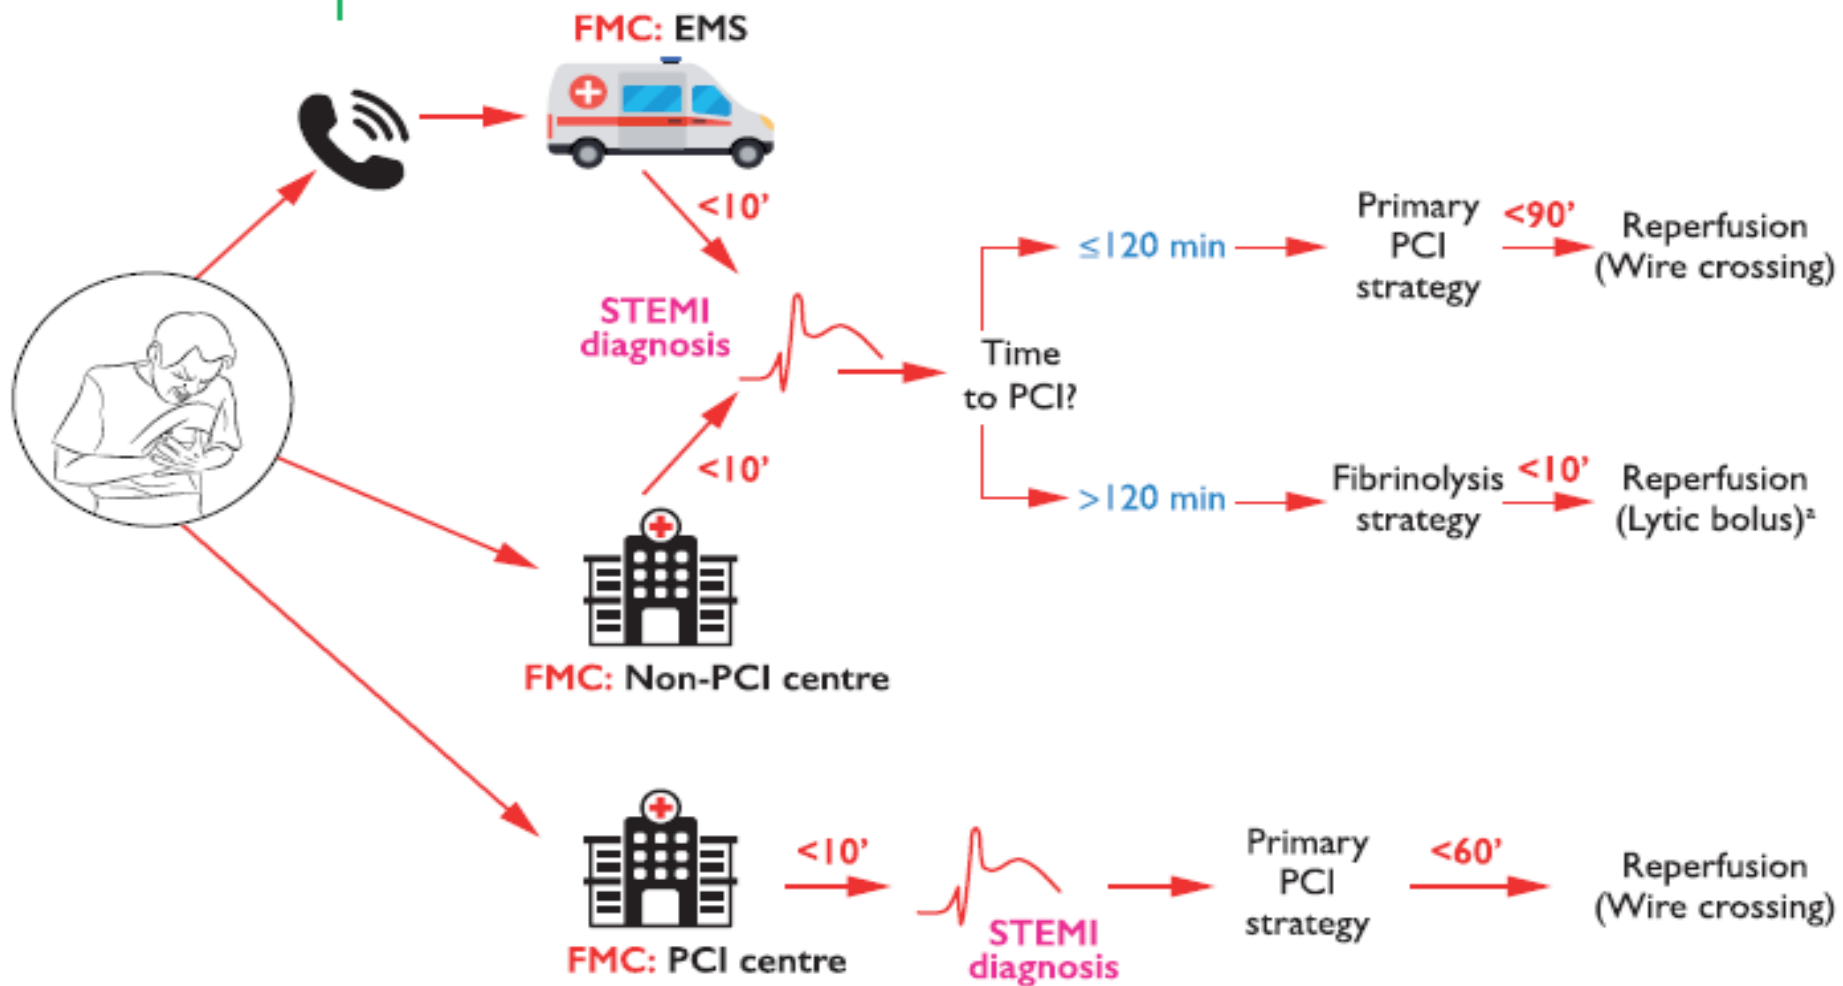 FMC: EMS
<10’
STEMI
diagnosis
<10’
FMC: Non-PCI centre
Time
to PCI?
≤120 min
Primary
PCI
strategy
<90’
Reperfusion
(Wire crossing)
>120 min
Fibrinolysis
strategy
<10’
Reperfusion
(Lytic bolus)ª
FMC: PCI centre
<10’
STEMI
diagnosis
Primary
PCI
strategy
<60’
Reperfusion
(Wire crossing)